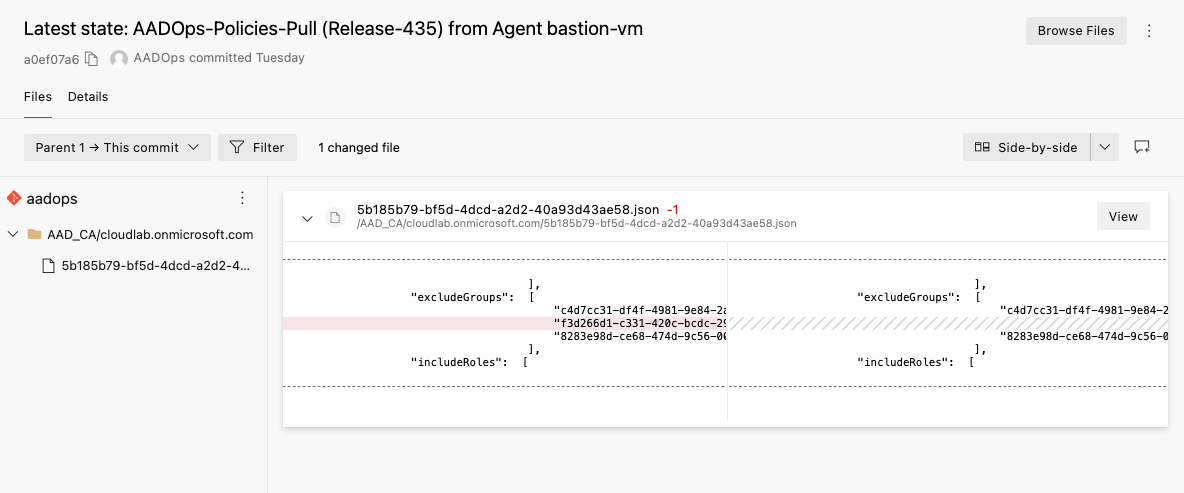 Latest state: AADOps-Policies-Pull (Release-435) from Agent bastion-vm
Browse Files
a0ef07a6 AADOps committed Tuesday
Files Details
Parent 1 → This commit Filter 1 changed file Side-by-side
aadops
AAD_CA/cloudlab.onmicrosoft.com
5b185b79-bf5d-4dcd-a2d2-4...
5b185b79-bf5d-4dcd-a2d2-40a93d43ae58.json -1
/AAD_CA/cloudlab.onmicrosoft.com/5b185b79-bf5d-4dcd-a2d2-40a93d43ae58.json
View
],
"excludeGroups": [
"c4d7cc31-df4f-4981-9e84-2a
"f3d266d1-c331-420c-bcdc-29
"8283e98d-ce68-474d-9c56-00
],
"includeRoles": [
],
"excludeGroups": [
"c4d7cc31-df4f-4981-9e84-2
"8283e98d-ce68-474d-9c56-0
],
"includeRoles": [